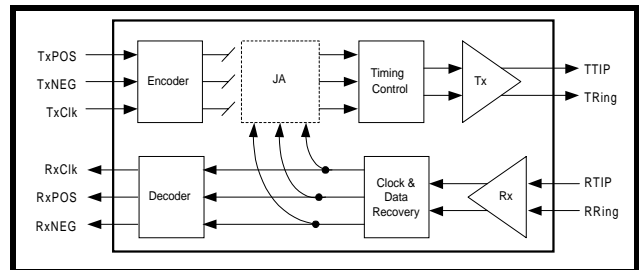 TxPOS
TxNEG
TxClk
Encoder
JA
Timing
Control
Tx
TTIP
TRing
RxClk
RxPOS
RxNEG
Decoder
Clock &
Data
Recovery
Rx
RTIP
RRing